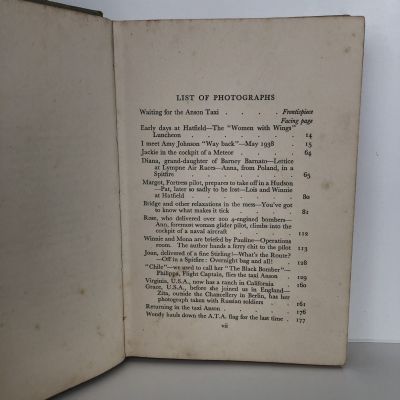 LIST OF PHOTOGRAPHS
Waiting for the Anson Taxi . . . . Frontispiece
Facing page
Early days at Hatfield—The "Women with Wings"
Luncheon . . . . . . . 14
I meet Amy Johnson "Way back"—May 1938 . . 15
Jackie in the cockpit of a Meteor . . . . 64
Diana, grand-daughter of Barney Barnato—Lettice
at Lympne Air Races—Anna, from Poland, in a
Spitfire . . . . . . . 65
Margot, Fortress pilot, prepares to take off in a Hudson
—Pat, later so sadly to be lost—Lois and Winnie
at Hatfield . . . . . . . 80
Bridge and other relaxations in the mess—You've got
to know what makes it tick . . . . 81
Rose, who delivered over 200 4-engined bombers—
Ann, foremost woman glider pilot, climbs into the
cockpit of a naval aircraft . . . . 112
Winnie and Mona are briefed by Pauline—Operations
room. The author hands a ferry chit to the pilot 113
Joan, delivered of a fine Stirling!—What's the Route?
—Off in a Spitfire: Overnight bag and all! . 128
"Chile"—we used to call her "The Black Bomber"—
Philippa, Flight Captain, flies the taxi Anson . 129
Virginia, U.S.A., now has a ranch in California 160
Grace, U.S.A., before she joined us in England—
Zita, outside the Chancellery in Berlin, has her
photograph taken with Russian soldiers . . 161
Returning in the taxi Anson . . . . 176
Wendy hauls down the A.T.A. flag for the last time . 177
vii